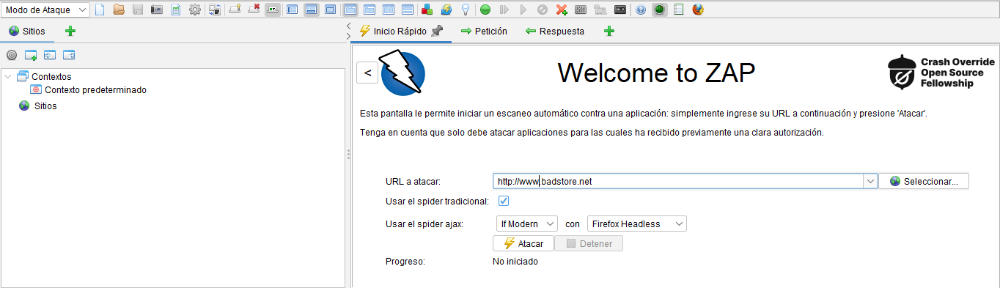 Modo de Ataque
Sitios
Inicio Rápido
Petición
Respuesta
Contextos
Contexto predeterminado
Sitios
<
Welcome to ZAP
Crash Override
Open Source
Fellowship
Esta pantalla le permite iniciar un escaneo automático contra una aplicación: simplemente ingrese su URL a continuación y presione 'Atacar'.
Tenga en cuenta que solo debe atacar aplicaciones para las cuales ha recibido previamente una clara autorización.
URL a atacar:
http://www.badstore.net
Seleccionar...
Usar el spider tradicional:
Usar el spider ajax:
If Modern
con
Firefox Headless
Atacar
Detener
Progreso:
No iniciado